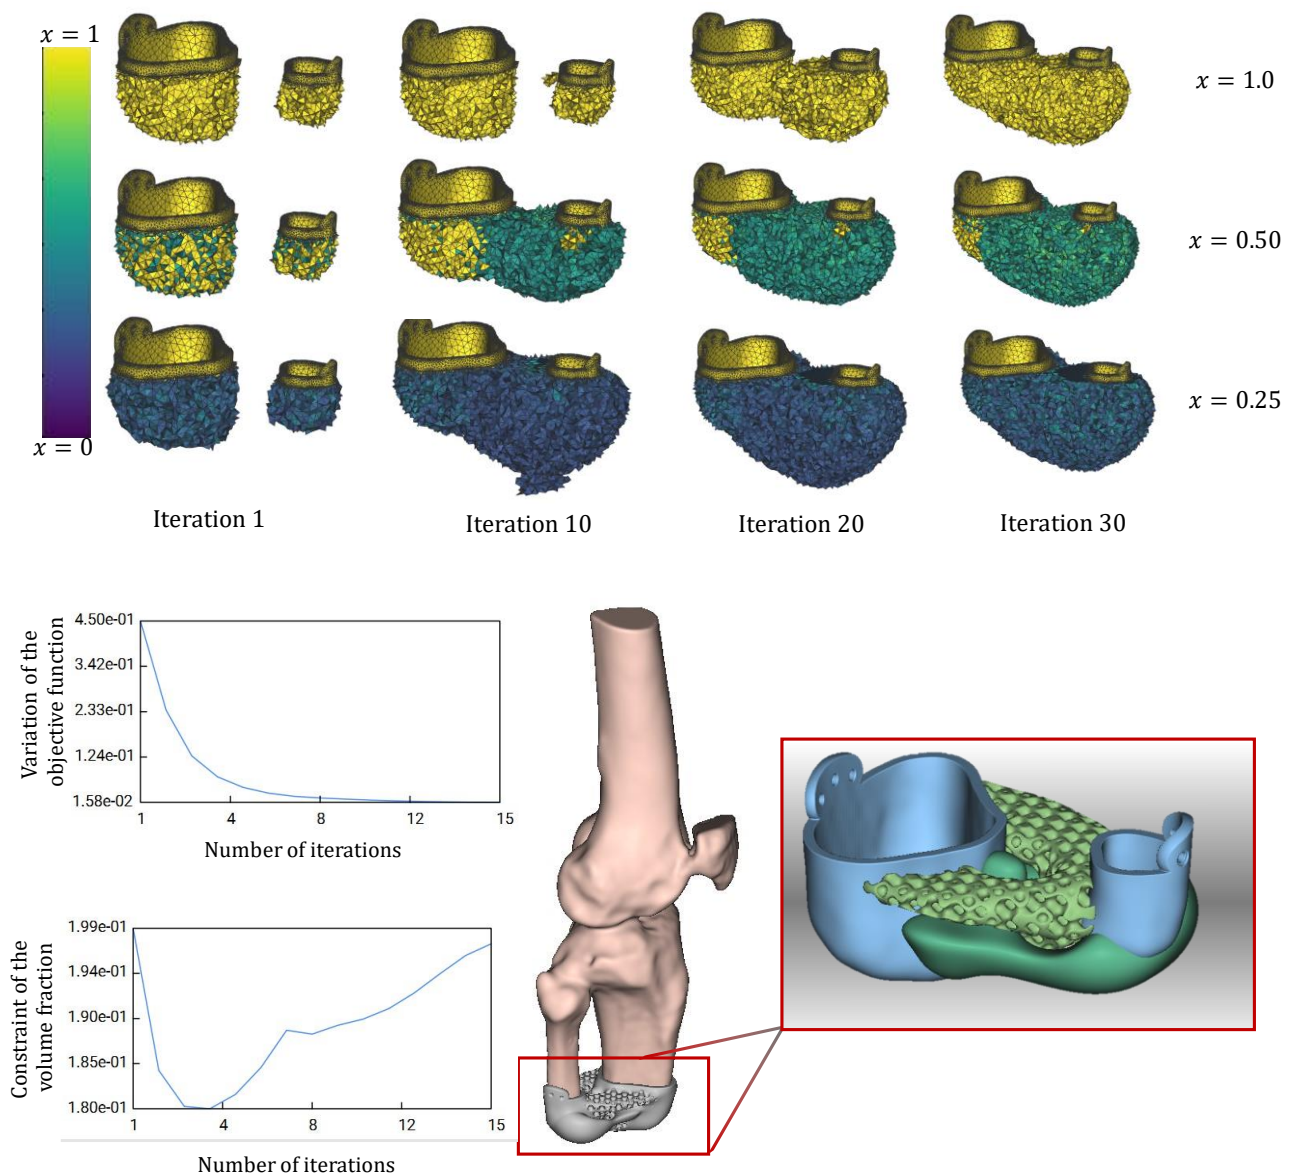 x = 1
x = 0
x = 1.0
x = 0.50
x = 0.25
Iteration 1
Iteration 10
Iteration 20
Iteration 30
Variation of the
objective function
4.50e-01
3.42e-01
2.33e-01
1.24e-01
1.58e-02
1 4 8 12 15
Number of iterations
Constraint of the
volume fraction
1.99e-01
1.94e-01
1.90e-01
1.85e-01
1.80e-01
1 4 8 12 15
Number of iterations